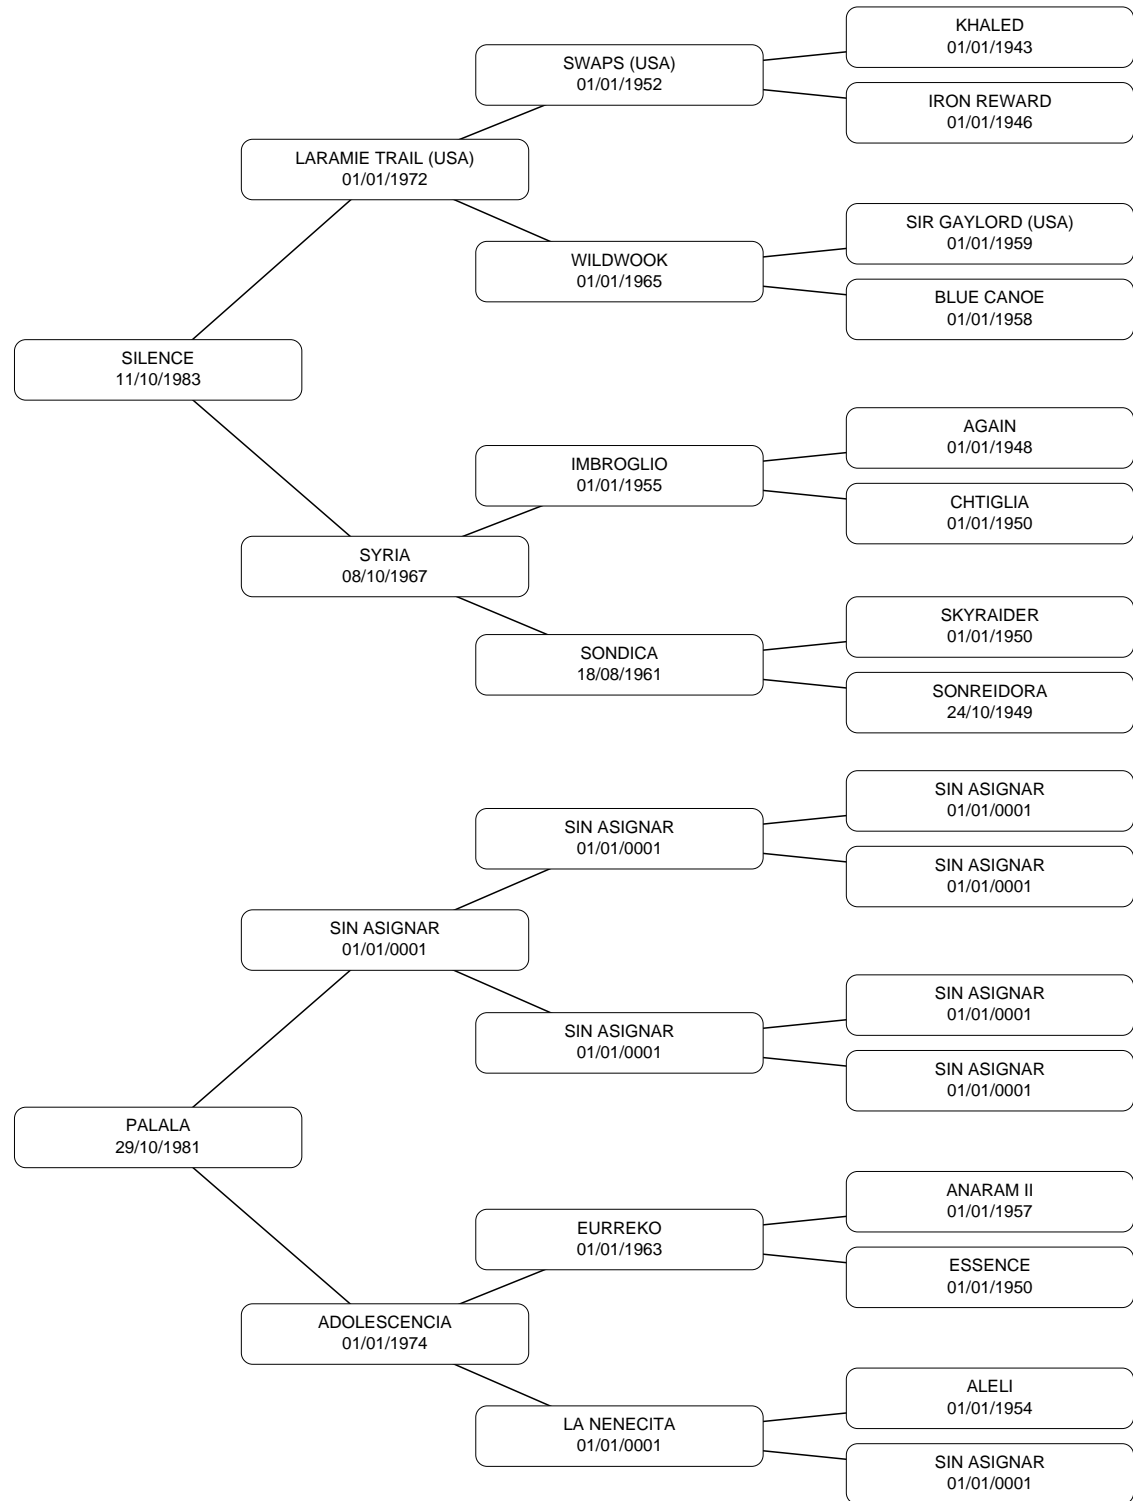 KHALED
01/01/1943
SWAPS (USA)
01/01/1952
IRON REWARD
01/01/1946
LARAMIE TRAIL (USA)
01/01/1972
SIR GAYLORD (USA)
01/01/1959
WILDWOOK
01/01/1965
BLUE CANOE
01/01/1958
SILENCE
11/10/1983
AGAIN
01/01/1948
IMBROGLIO
01/01/1955
CHTIGLIA
01/01/1950
SYRIA
08/10/1967
SKYRAIDER
01/01/1950
SONDICA
18/08/1961
SONREIDORA
24/10/1949
SIN ASIGNAR
01/01/0001
SIN ASIGNAR
01/01/0001
SIN ASIGNAR
01/01/0001
SIN ASIGNAR
01/01/0001
SIN ASIGNAR
01/01/0001
SIN ASIGNAR
01/01/0001
SIN ASIGNAR
01/01/0001
PALALA
29/10/1981
ANARAM II
01/01/1957
EURREKO
01/01/1963
ESSENCE
01/01/1950
ADOLESCENCIA
01/01/1974
ALELI
01/01/1954
LA NENECITA
01/01/0001
SIN ASIGNAR
01/01/0001